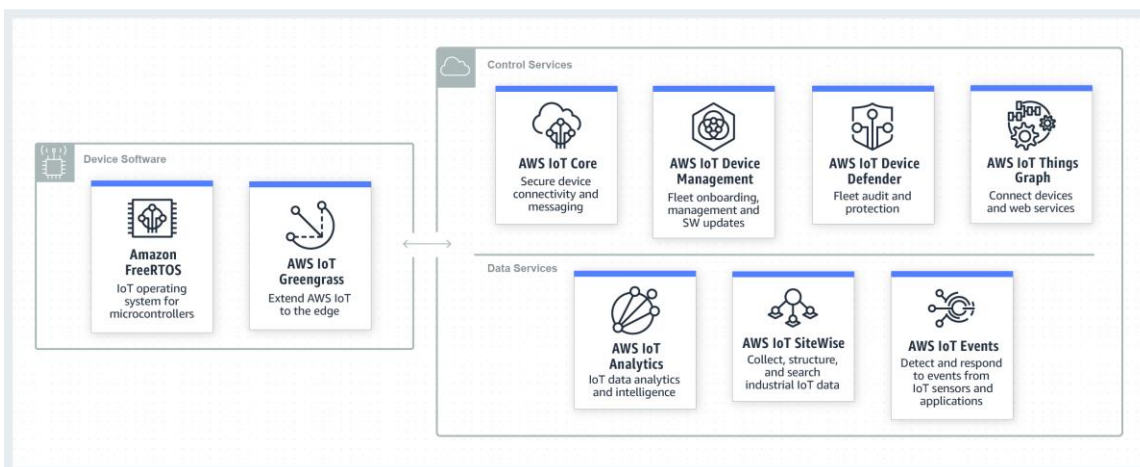 Device Software
Amazon
FreeRTOS
IoT operating
system for
microcontrollers
AWS IoT
Greengrass
Extend AWS IoT
to the edge
Control Services
AWS IoT Core
Secure device
connectivity and
messaging
AWS IoT Device
Management
Fleet onboarding,
management and
SW updates
AWS IoT Device
Defender
Fleet audit and
protection
AWS IoT Things
Graph
Connect devices
and web services
Data Services
AWS IoT
Analytics
IoT data analytics
and intelligence
AWS IoT SiteWise
Collect, structure,
and search
industrial IoT data
AWS IoT Events
Detect and respond
to events from
IoT sensors and
applications